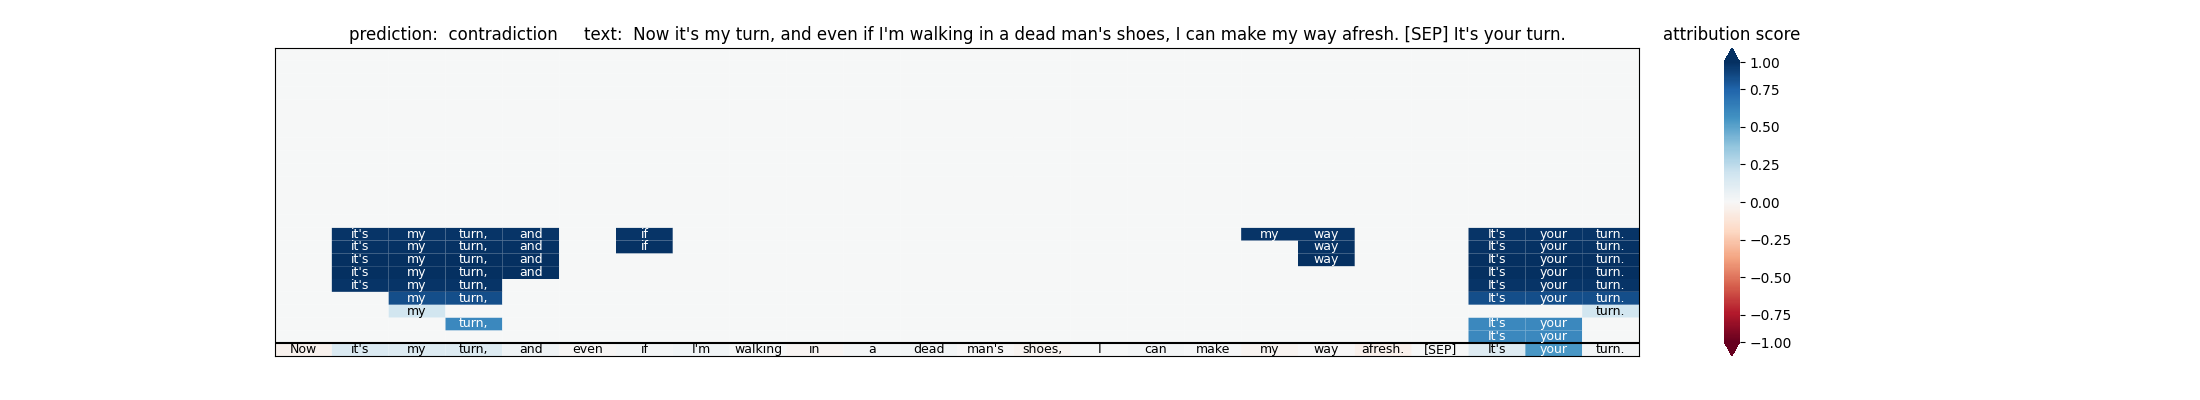 prediction: contradiction text: Now it's my turn, and even if I'm walking in a dead man's shoes, I can make my way afresh. [SEP] It's your turn. attribution score
1.00
0.75
0.50
0.25
0.00
−0.25
−0.50
−0.75
−1.00
it's my turn, and if my way It's your turn.
it's my turn, and if way It's your turn.
it's my turn, and way It's your turn.
it's my turn, and It's your turn.
it's my turn, It's your turn.
my turn, It's your turn.
my turn.
turn, It's your
It's your
Now it's my turn, and even if I'm walking in a dead man's shoes, I can make my way afresh. [SEP] It's your turn.